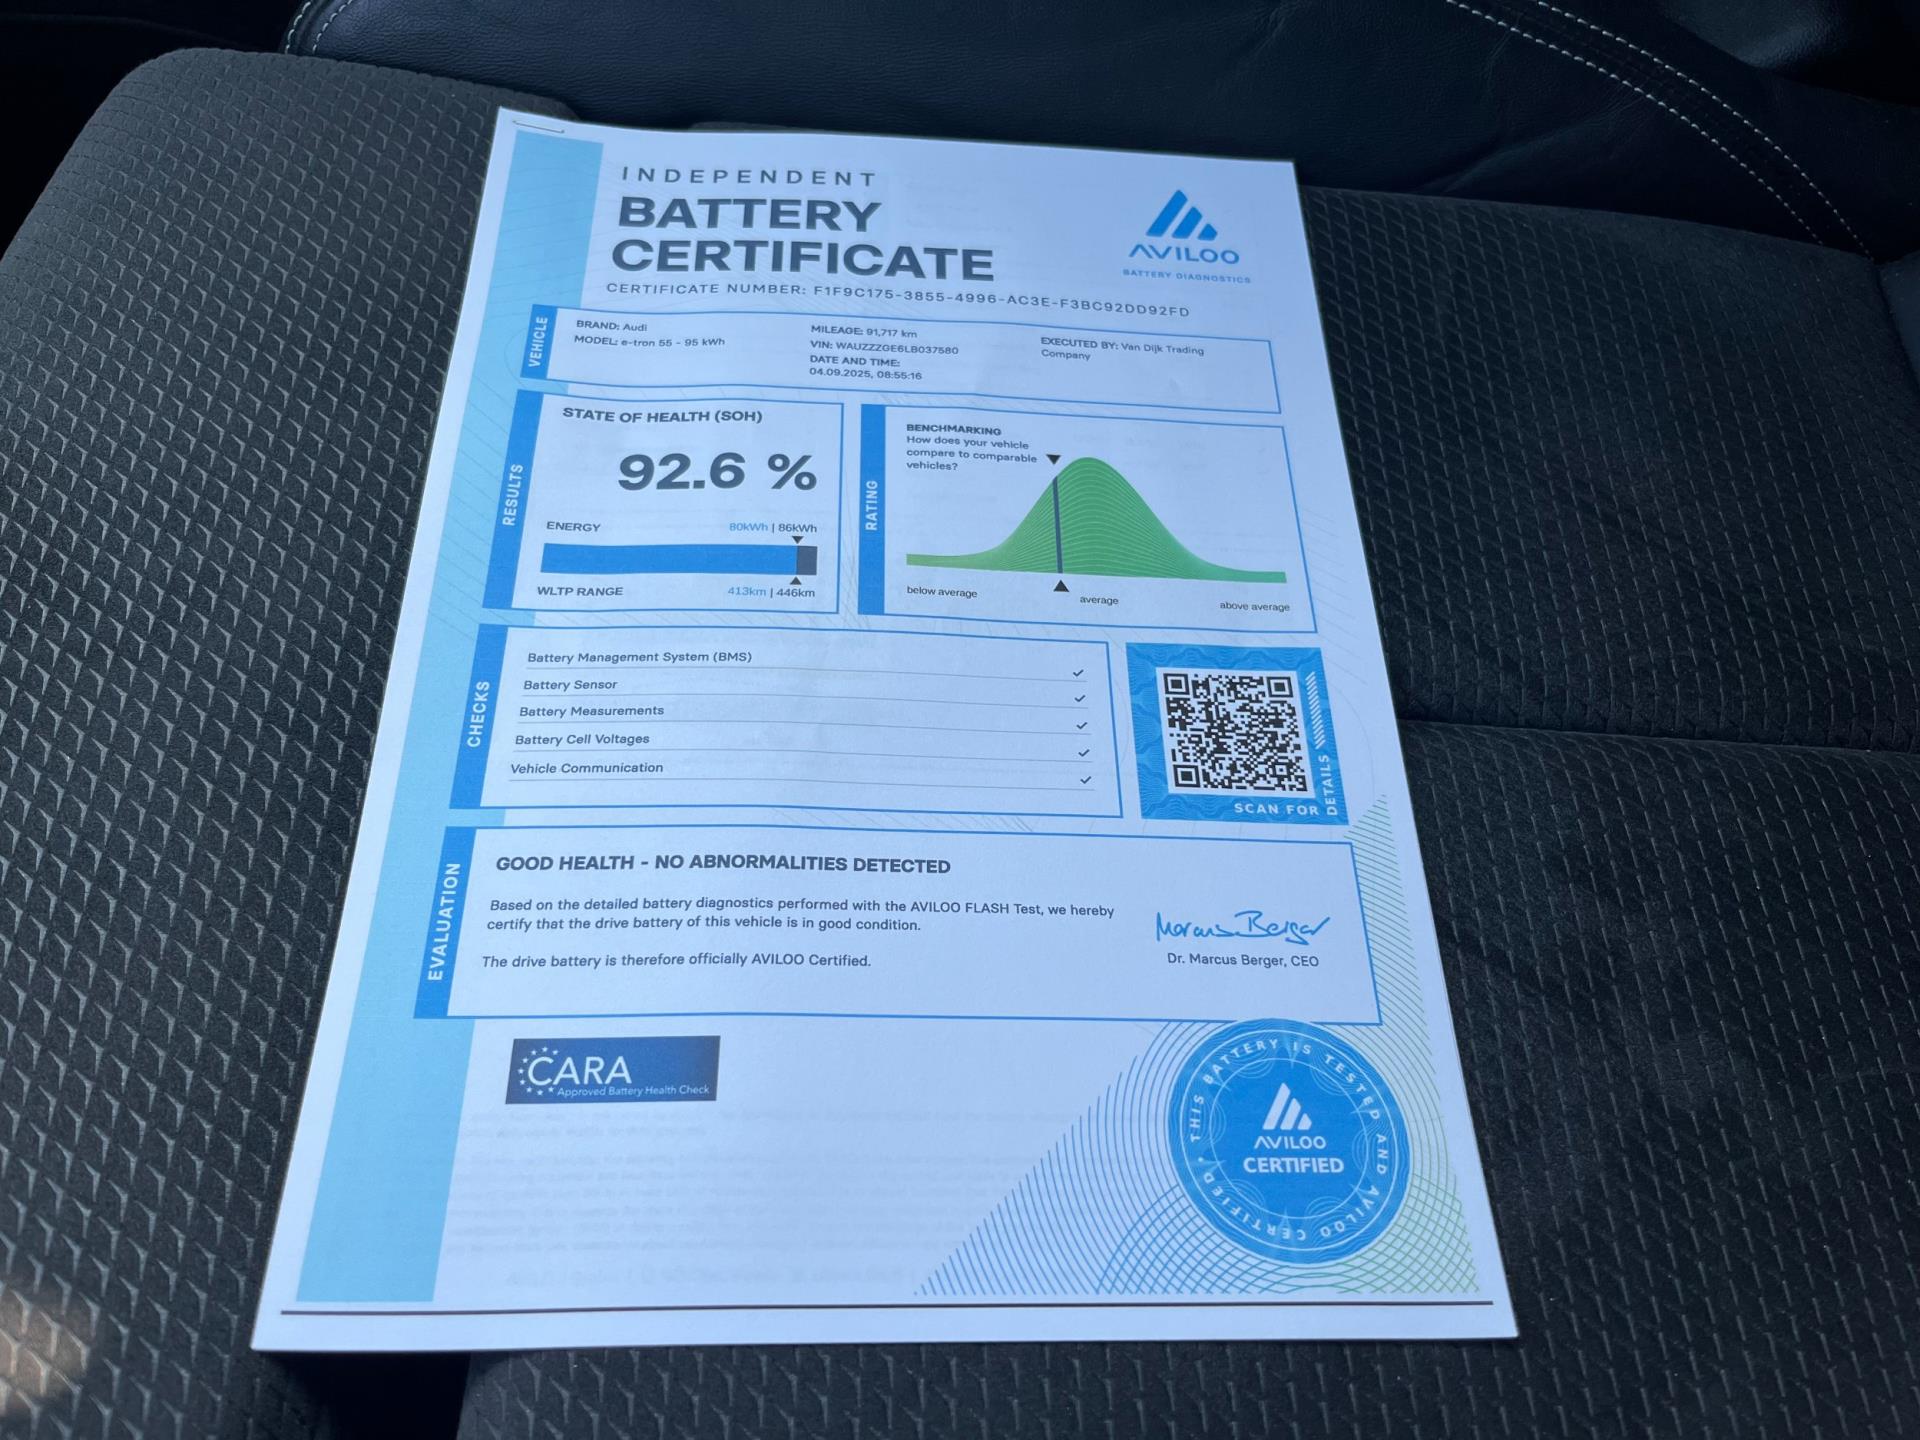 INDEPENDENT
BATTERY
CERTIFICATE
CERTIFICATE NUMBER: F1F9C175-3855-4996-AC3E-F3BC92DD92FD
AVILOO
BATTERY DIAGNOSTICS
VEHICLE
BRAND: Audi
MODEL: e-tron 55 - 95 kWh
MILEAGE: 91,717 km
VIN: WAUZZZGE6LB037580
DATE AND TIME:
04.09.2025, 08:55:16
EXECUTED BY: Van Dijk Trading
Company
RESULTS
STATE OF HEALTH (SOH)
92.6 %
ENERGY
80kWh | 86kWh
WLTP RANGE
413km | 446km
RATING
BENCHMARKING
How does your vehicle
compare to comparable
vehicles?
below average
average
above average
CHECKS
Battery Management System (BMS)
Battery Sensor
Battery Measurements
Battery Cell Voltages
Vehicle Communication
SCAN FOR DETAILS
EVALUATION
GOOD HEALTH - NO ABNORMALITIES DETECTED
Based on the detailed battery diagnostics performed with the AVILOO FLASH Test, we hereby
certify that the drive battery of this vehicle is in good condition.
The drive battery is therefore officially AVILOO Certified.
Marcus Berger
Dr. Marcus Berger, CEO
CARA
Approved Battery Health Check
THIS BATTERY IS TESTED AND AVILOO CERTIFIED
AVILOO
CERTIFIED